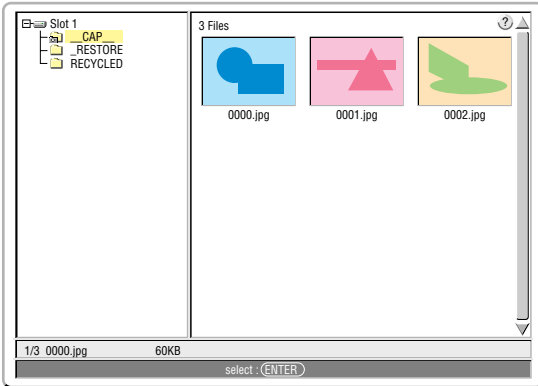 Slot 1
__CAP__
_RESTORE
RECYCLED
3 Files
?
0000.jpg 0001.jpg 0002.jpg
1/3 0000.jpg 60KB
select : ENTER